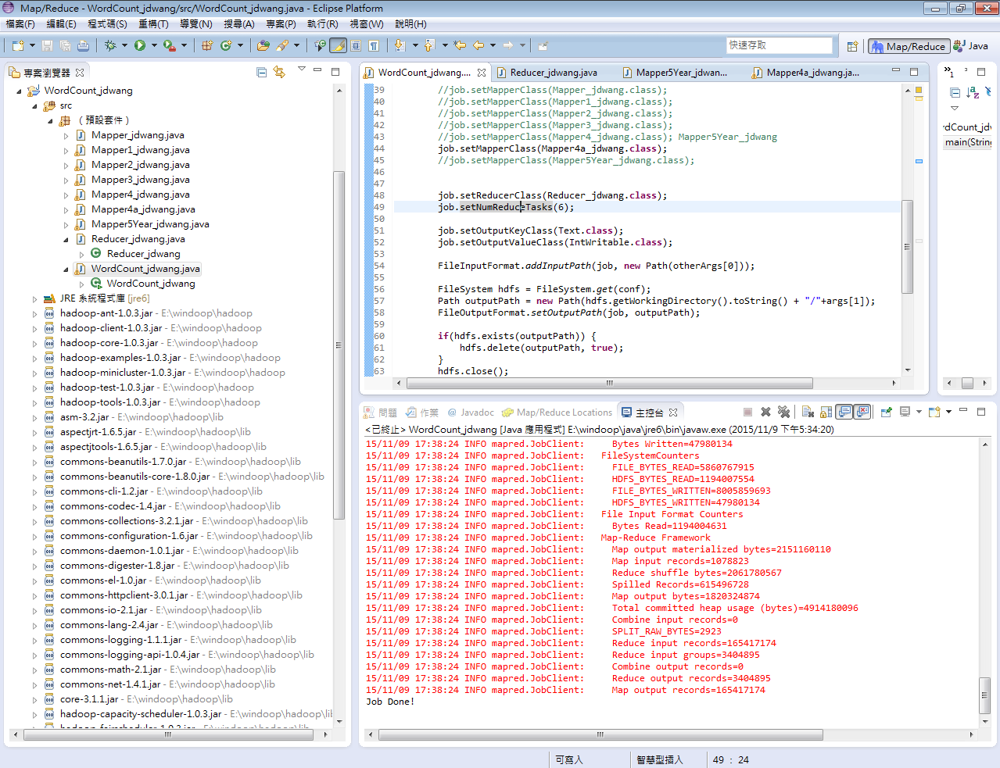 Map/Reduce - WordCount_jdwang/src/WordCount_jdwang.java - Eclipse Platform
檔案(F) 編輯(E) 程式碼(S) 重構(T) 導覽(N) 搜尋(A) 專案(P) 執行(R) 視窗(W) 說明(H)
快速存取
Map/Reduce
Java
專案瀏覽器
WordCount_jdwang
src
（預設套件）
Mapper_jdwang.java
Mapper1_jdwang.java
Mapper2_jdwang.java
Mapper3_jdwang.java
Mapper4_jdwang.java
Mapper4a_jdwang.java
Mapper5Year_jdwang.java
Reducer_jdwang.java
Reducer_jdwang
WordCount_jdwang.java
WordCount_jdwang
JRE 系統程式庫 [jre6]
hadoop-ant-1.0.3.jar - E:\windoop\hadoop
hadoop-client-1.0.3.jar - E:\windoop\hadoop
hadoop-core-1.0.3.jar - E:\windoop\hadoop
hadoop-examples-1.0.3.jar - E:\windoop\hadoop
hadoop-minicluster-1.0.3.jar - E:\windoop\hadoop
hadoop-test-1.0.3.jar - E:\windoop\hadoop
hadoop-tools-1.0.3.jar - E:\windoop\hadoop
asm-3.2.jar - E:\windoop\hadoop\lib
aspectjrt-1.6.5.jar - E:\windoop\hadoop\lib
aspectjtools-1.6.5.jar - E:\windoop\hadoop\lib
commons-beanutils-1.7.0.jar - E:\windoop\hadoop\lib
commons-beanutils-core-1.8.0.jar - E:\windoop\hadoop\lib
commons-cli-1.2.jar - E:\windoop\hadoop\lib
commons-codec-1.4.jar - E:\windoop\hadoop\lib
commons-collections-3.2.1.jar - E:\windoop\hadoop\lib
commons-configuration-1.6.jar - E:\windoop\hadoop\lib
commons-daemon-1.0.1.jar - E:\windoop\hadoop\lib
commons-digester-1.8.jar - E:\windoop\hadoop\lib
commons-el-1.0.jar - E:\windoop\hadoop\lib
commons-httpclient-3.0.1.jar - E:\windoop\hadoop\lib
commons-io-2.1.jar - E:\windoop\hadoop\lib
commons-lang-2.4.jar - E:\windoop\hadoop\lib
commons-logging-1.1.1.jar - E:\windoop\hadoop\lib
commons-logging-api-1.0.4.jar - E:\windoop\hadoop\lib
commons-math-2.1.jar - E:\windoop\hadoop\lib
commons-net-1.4.1.jar - E:\windoop\hadoop\lib
core-3.1.1.jar - E:\windoop\hadoop\lib
hadoop-capacity-scheduler-1.0.3.jar - E:\windoop\hadoop\li
WordCount_jdwang.... Reducer_jdwang.java Mapper5Year_jdwan... Mapper4a_jdwang.ja...
39 //job.setMapperClass(Mapper_jdwang.class);
40 //job.setMapperClass(Mapper1_jdwang.class);
41 //job.setMapperClass(Mapper2_jdwang.class);
42 //job.setMapperClass(Mapper3_jdwang.class);
43 //job.setMapperClass(Mapper4_jdwang.class); Mapper5Year_jdwang
44 job.setMapperClass(Mapper4a_jdwang.class);
45 //job.setMapperClass(Mapper5Year_jdwang.class);
46
47
48 job.setReducerClass(Reducer_jdwang.class);
49 job.setNumReduceTasks(6);
50
51 job.setOutputKeyClass(Text.class);
52 job.setOutputValueClass(IntWritable.class);
53
54 FileInputFormat.addInputPath(job, new Path(otherArgs[0]));
55
56 FileSystem hdfs = FileSystem.get(conf);
57 Path outputPath = new Path(hdfs.getWorkingDirectory().toString() + "/"+args[1]);
58 FileOutputFormat.setOutputPath(job, outputPath);
59
60 if(hdfs.exists(outputPath)) {
61 hdfs.delete(outputPath, true);
62 }
63 hdfs.close();
»1
rdCount_jdw
main(String
問題 作業 @ Javadoc Map/Reduce Locations 主控台
<已終止> WordCount_jdwang [Java 應用程式] E:\windoop\java\jre6\bin\javaw.exe (2015/11/9 下午5:34:20)
15/11/09 17:38:24 INFO mapred.JobClient: Bytes Written=47980134
15/11/09 17:38:24 INFO mapred.JobClient: FileSystemCounters
15/11/09 17:38:24 INFO mapred.JobClient: FILE_BYTES_READ=5860767915
15/11/09 17:38:24 INFO mapred.JobClient: HDFS_BYTES_READ=1194007554
15/11/09 17:38:24 INFO mapred.JobClient: FILE_BYTES_WRITTEN=8005859693
15/11/09 17:38:24 INFO mapred.JobClient: HDFS_BYTES_WRITTEN=47980134
15/11/09 17:38:24 INFO mapred.JobClient: File Input Format Counters
15/11/09 17:38:24 INFO mapred.JobClient: Bytes Read=1194004631
15/11/09 17:38:24 INFO mapred.JobClient: Map-Reduce Framework
15/11/09 17:38:24 INFO mapred.JobClient: Map output materialized bytes=2151160110
15/11/09 17:38:24 INFO mapred.JobClient: Map input records=1078823
15/11/09 17:38:24 INFO mapred.JobClient: Reduce shuffle bytes=2061780567
15/11/09 17:38:24 INFO mapred.JobClient: Spilled Records=615496728
15/11/09 17:38:24 INFO mapred.JobClient: Map output bytes=1820324874
15/11/09 17:38:24 INFO mapred.JobClient: Total committed heap usage (bytes)=4914180096
15/11/09 17:38:24 INFO mapred.JobClient: Combine input records=0
15/11/09 17:38:24 INFO mapred.JobClient: SPLIT_RAW_BYTES=2923
15/11/09 17:38:24 INFO mapred.JobClient: Reduce input records=165417174
15/11/09 17:38:24 INFO mapred.JobClient: Reduce input groups=3404895
15/11/09 17:38:24 INFO mapred.JobClient: Combine output records=0
15/11/09 17:38:24 INFO mapred.JobClient: Reduce output records=3404895
15/11/09 17:38:24 INFO mapred.JobClient: Map output records=165417174
Job Done!
可寫入 智慧型插入 49 : 24